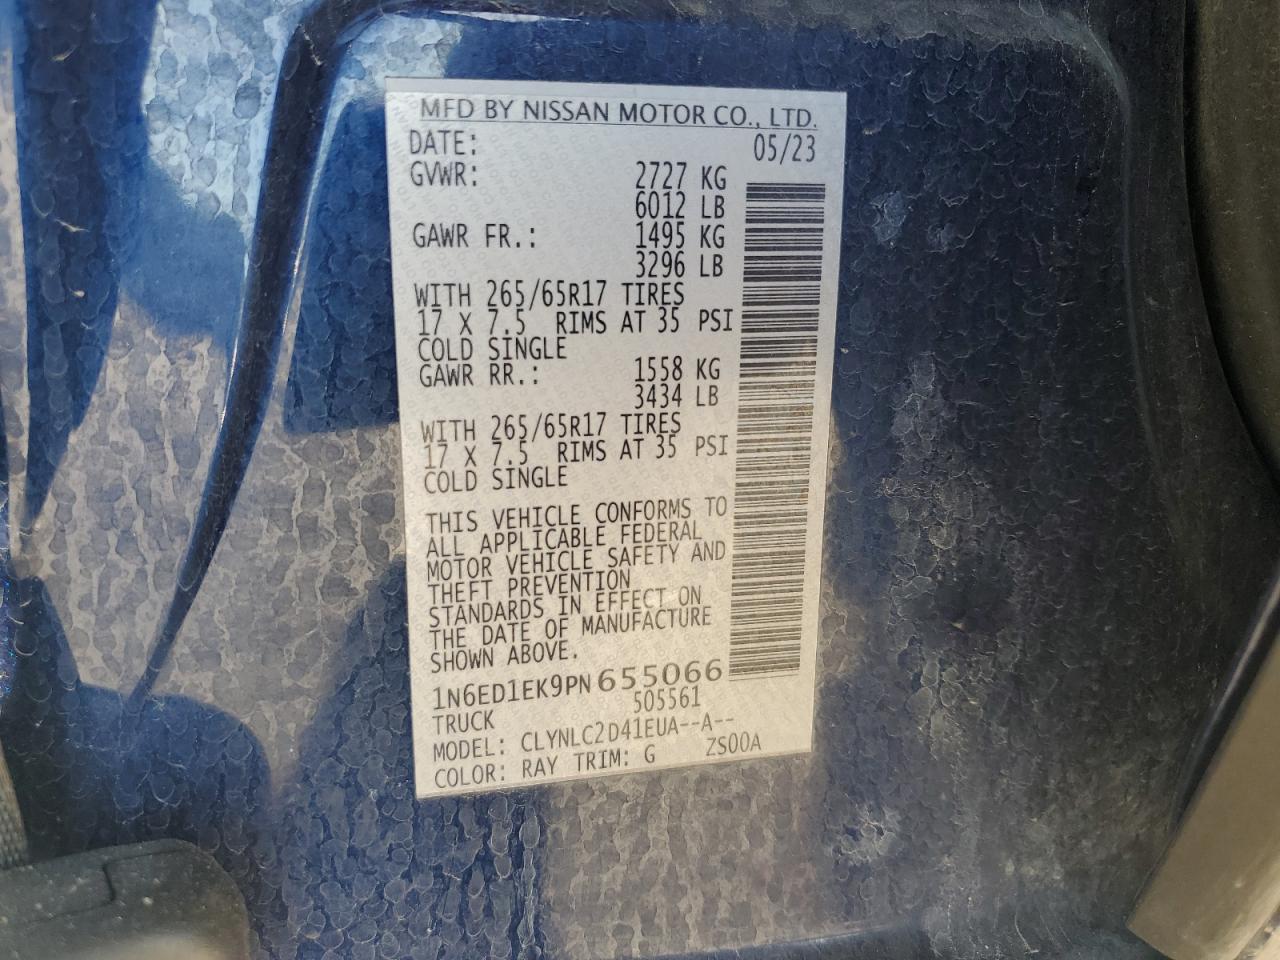 MFD BY NISSAN MOTOR CO., LTD.
DATE: 05/23
GVWR: 2727 KG
6012 LB
GAWR FR.: 1495 KG
3296 LB
WITH 265/65R17 TIRES
17 X 7.5 RIMS AT 35 PSI
COLD SINGLE
GAWR RR.: 1558 KG
3434 LB
WITH 265/65R17 TIRES
17 X 7.5 RIMS AT 35 PSI
COLD SINGLE
THIS VEHICLE CONFORMS TO
ALL APPLICABLE FEDERAL
MOTOR VEHICLE SAFETY AND
THEFT PREVENTION
STANDARDS IN EFFECT ON
THE DATE OF MANUFACTURE
SHOWN ABOVE.
1N6ED1EK9PN655066
505561
TRUCK
MODEL: CLYNLC2D41EUA--A--
COLOR: RAY TRIM: G ZS00A